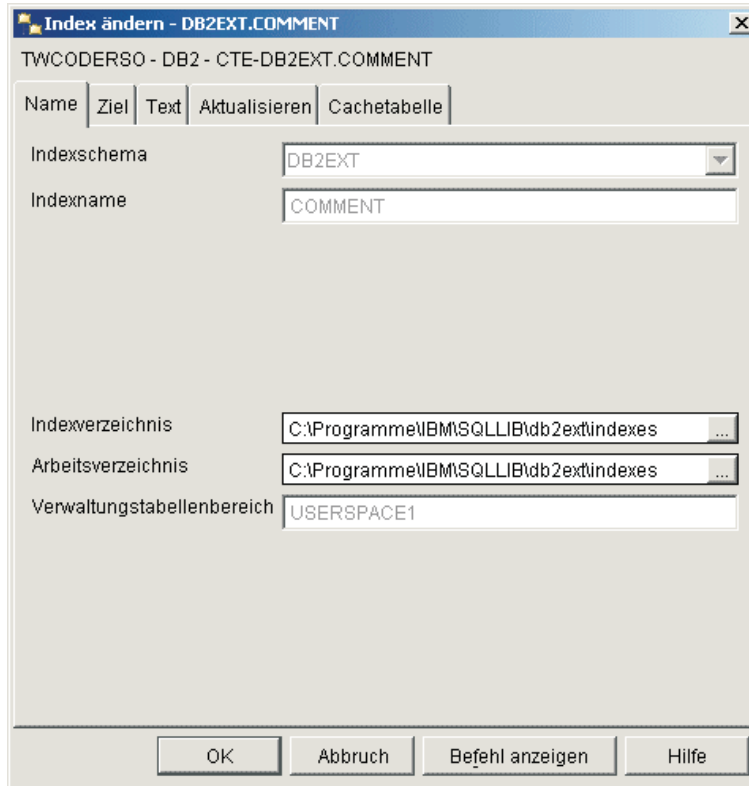 Index ändern - DB2EXT.COMMENT
TWCODERSO - DB2 - CTE-DB2EXT.COMMENT
Name Ziel Text Aktualisieren Cachetabelle
Indexschema DB2EXT
Indexname COMMENT
Indexverzeichnis C:\Programme\IBM\SQLLIB\db2ext\indexes ...
Arbeitsverzeichnis C:\Programme\IBM\SQLLIB\db2ext\indexes ...
Verwaltungstabellenbereich USERSPACE1
OK Abbruch Befehl anzeigen Hilfe